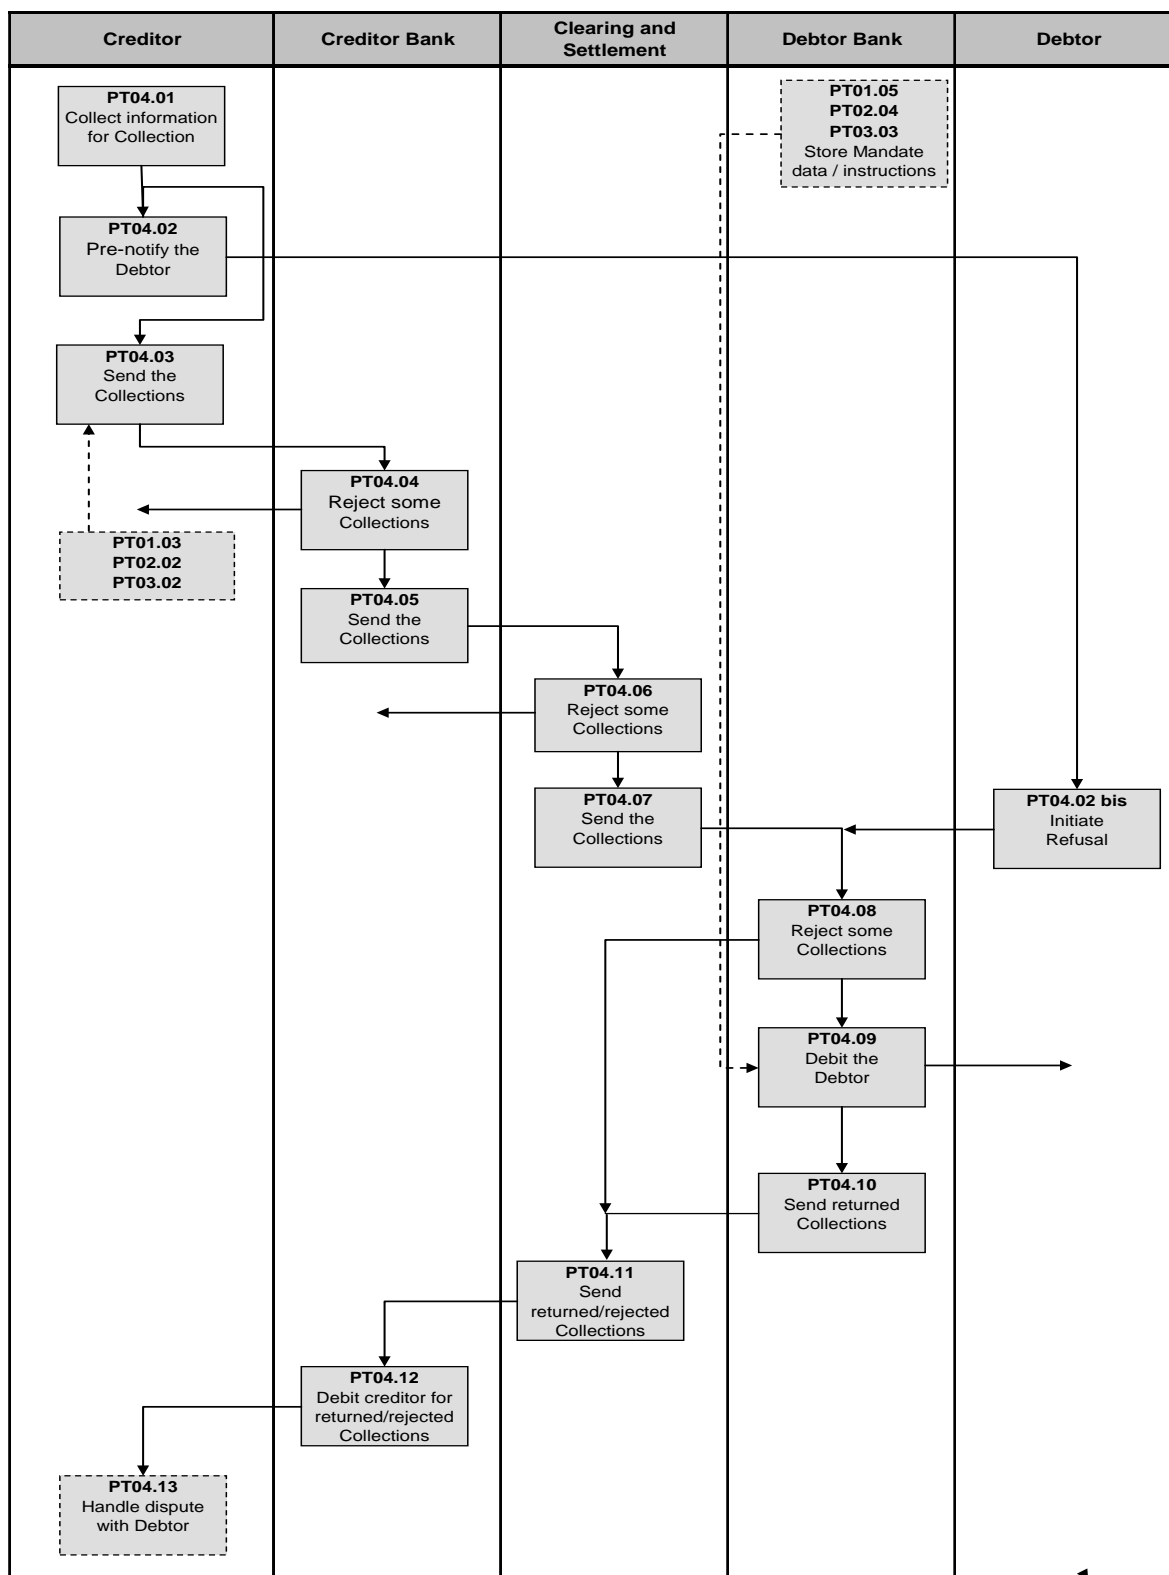 Creditor
Creditor Bank
Clearing and
Settlement
Debtor Bank
Debtor
PT04.01
Collect information
for Collection
PT01.05
PT02.04
PT03.03
Store Mandate
data / instructions
PT04.02
Pre-notify the
Debtor
PT04.03
Send the
Collections
PT04.04
Reject some
Collections
PT01.03
PT02.02
PT03.02
PT04.05
Send the
Collections
PT04.06
Reject some
Collections
PT04.07
Send the
Collections
PT04.02 bis
Initiate
Refusal
PT04.08
Reject some
Collections
PT04.09
Debit the
Debtor
PT04.10
Send returned
Collections
PT04.11
Send
returned/rejected
Collections
PT04.12
Debit creditor for
returned/rejected
Collections
PT04.13
Handle dispute
with Debtor